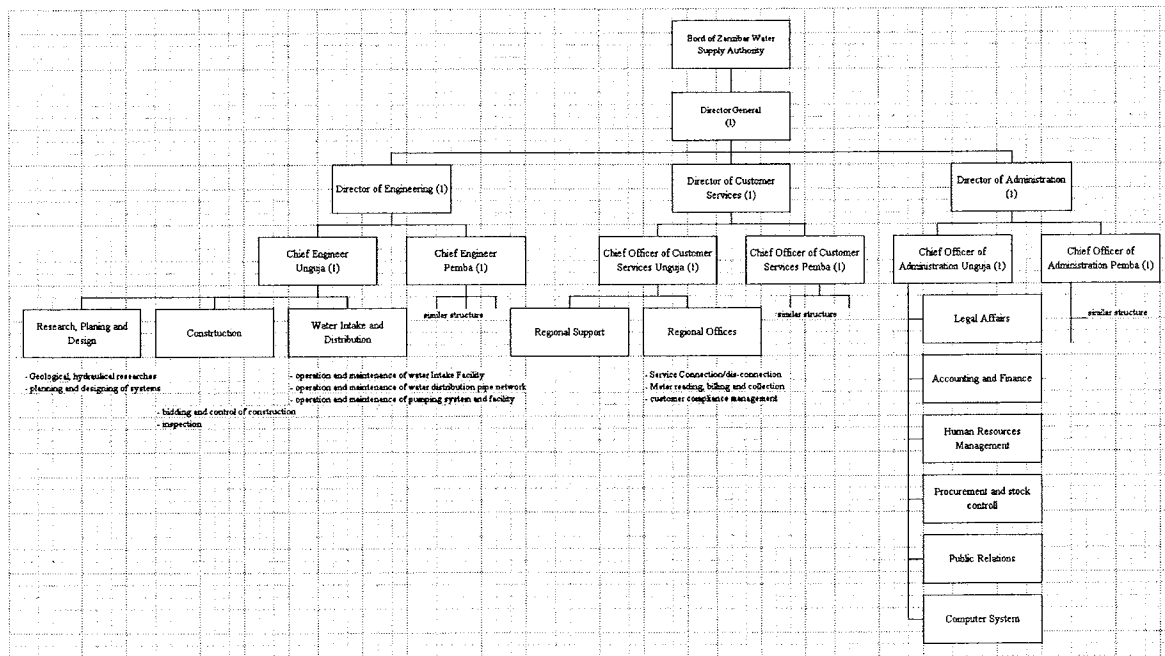 Bord of Zannibar Water
Supply Authority
Director General
(1)
Director of Engineering (1)
Director of Customer
Services (1)
Director of Administration
(1)
Chief Engineer
Unguja (1)
Chief Engineer
Pemba (1)
Chief Officer of Customer
Services Unguja (1)
Chief Officer of Customer
Services Pemba (1)
Chief Officer of
Administration Unguja (1)
Chief Officer of
Administration Pemba (1)
Research, Planing and
Design
Construction
Water Intake and
Distribution
similar structure
Regional Support
Regional Offices
similar structure
similar structure
- Geological, hydraulical researches
- planning and designing of systems
- bidding and control of construction
- inspection
- operation and maintenance of water Intake Facility
- operation and maintenance of water distribution pipe network
- operation and maintenance of pumping system and facility
- Service Connection/dis-connection
- Meter reading, billing and collection
- customer compliance management
Legal Affairs
Accounting and Finance
Human Resources
Management
Procurement and stock
controll
Public Relations
Computer System